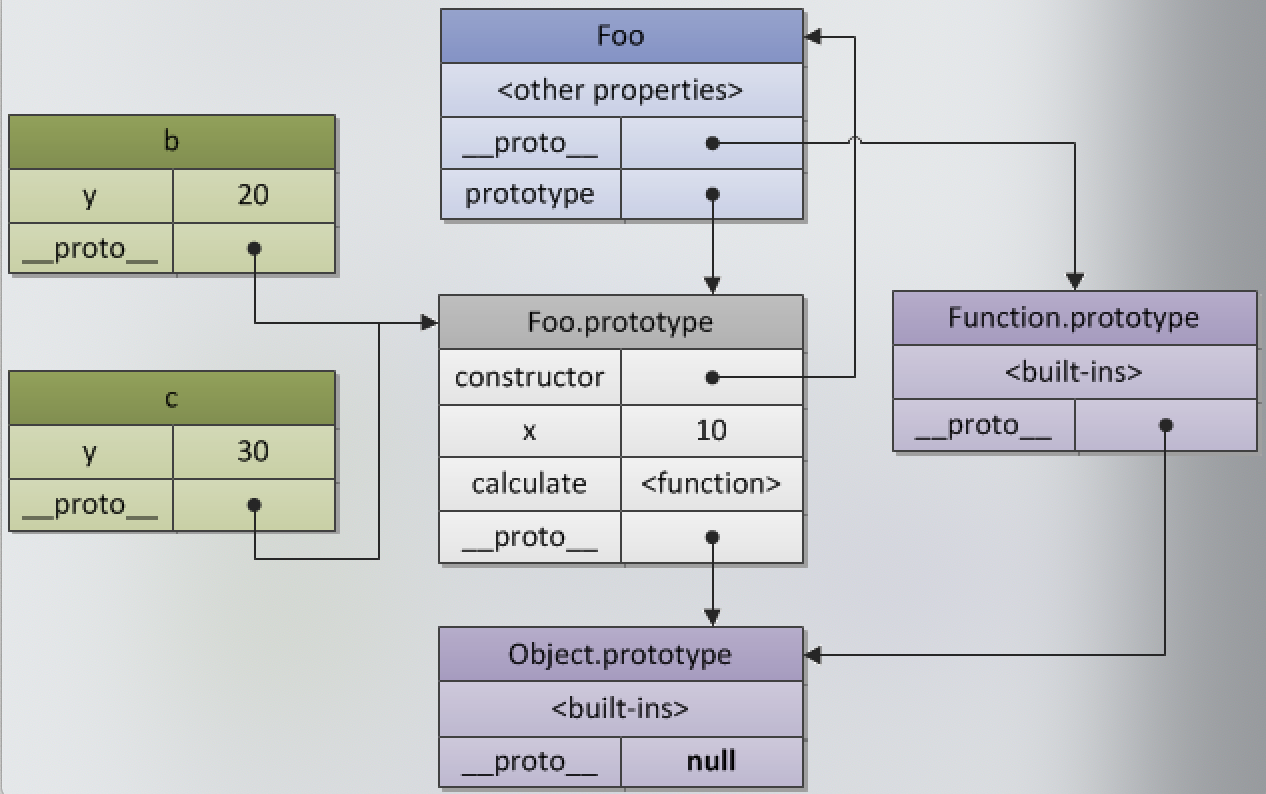 Foo
<other properties>
__proto__
prototype
b
y 20
__proto__
c
y 30
__proto__
Foo.prototype
constructor
x 10
calculate <function>
__proto__
Function.prototype
<built-ins>
__proto__
Object.prototype
<built-ins>
__proto__ null